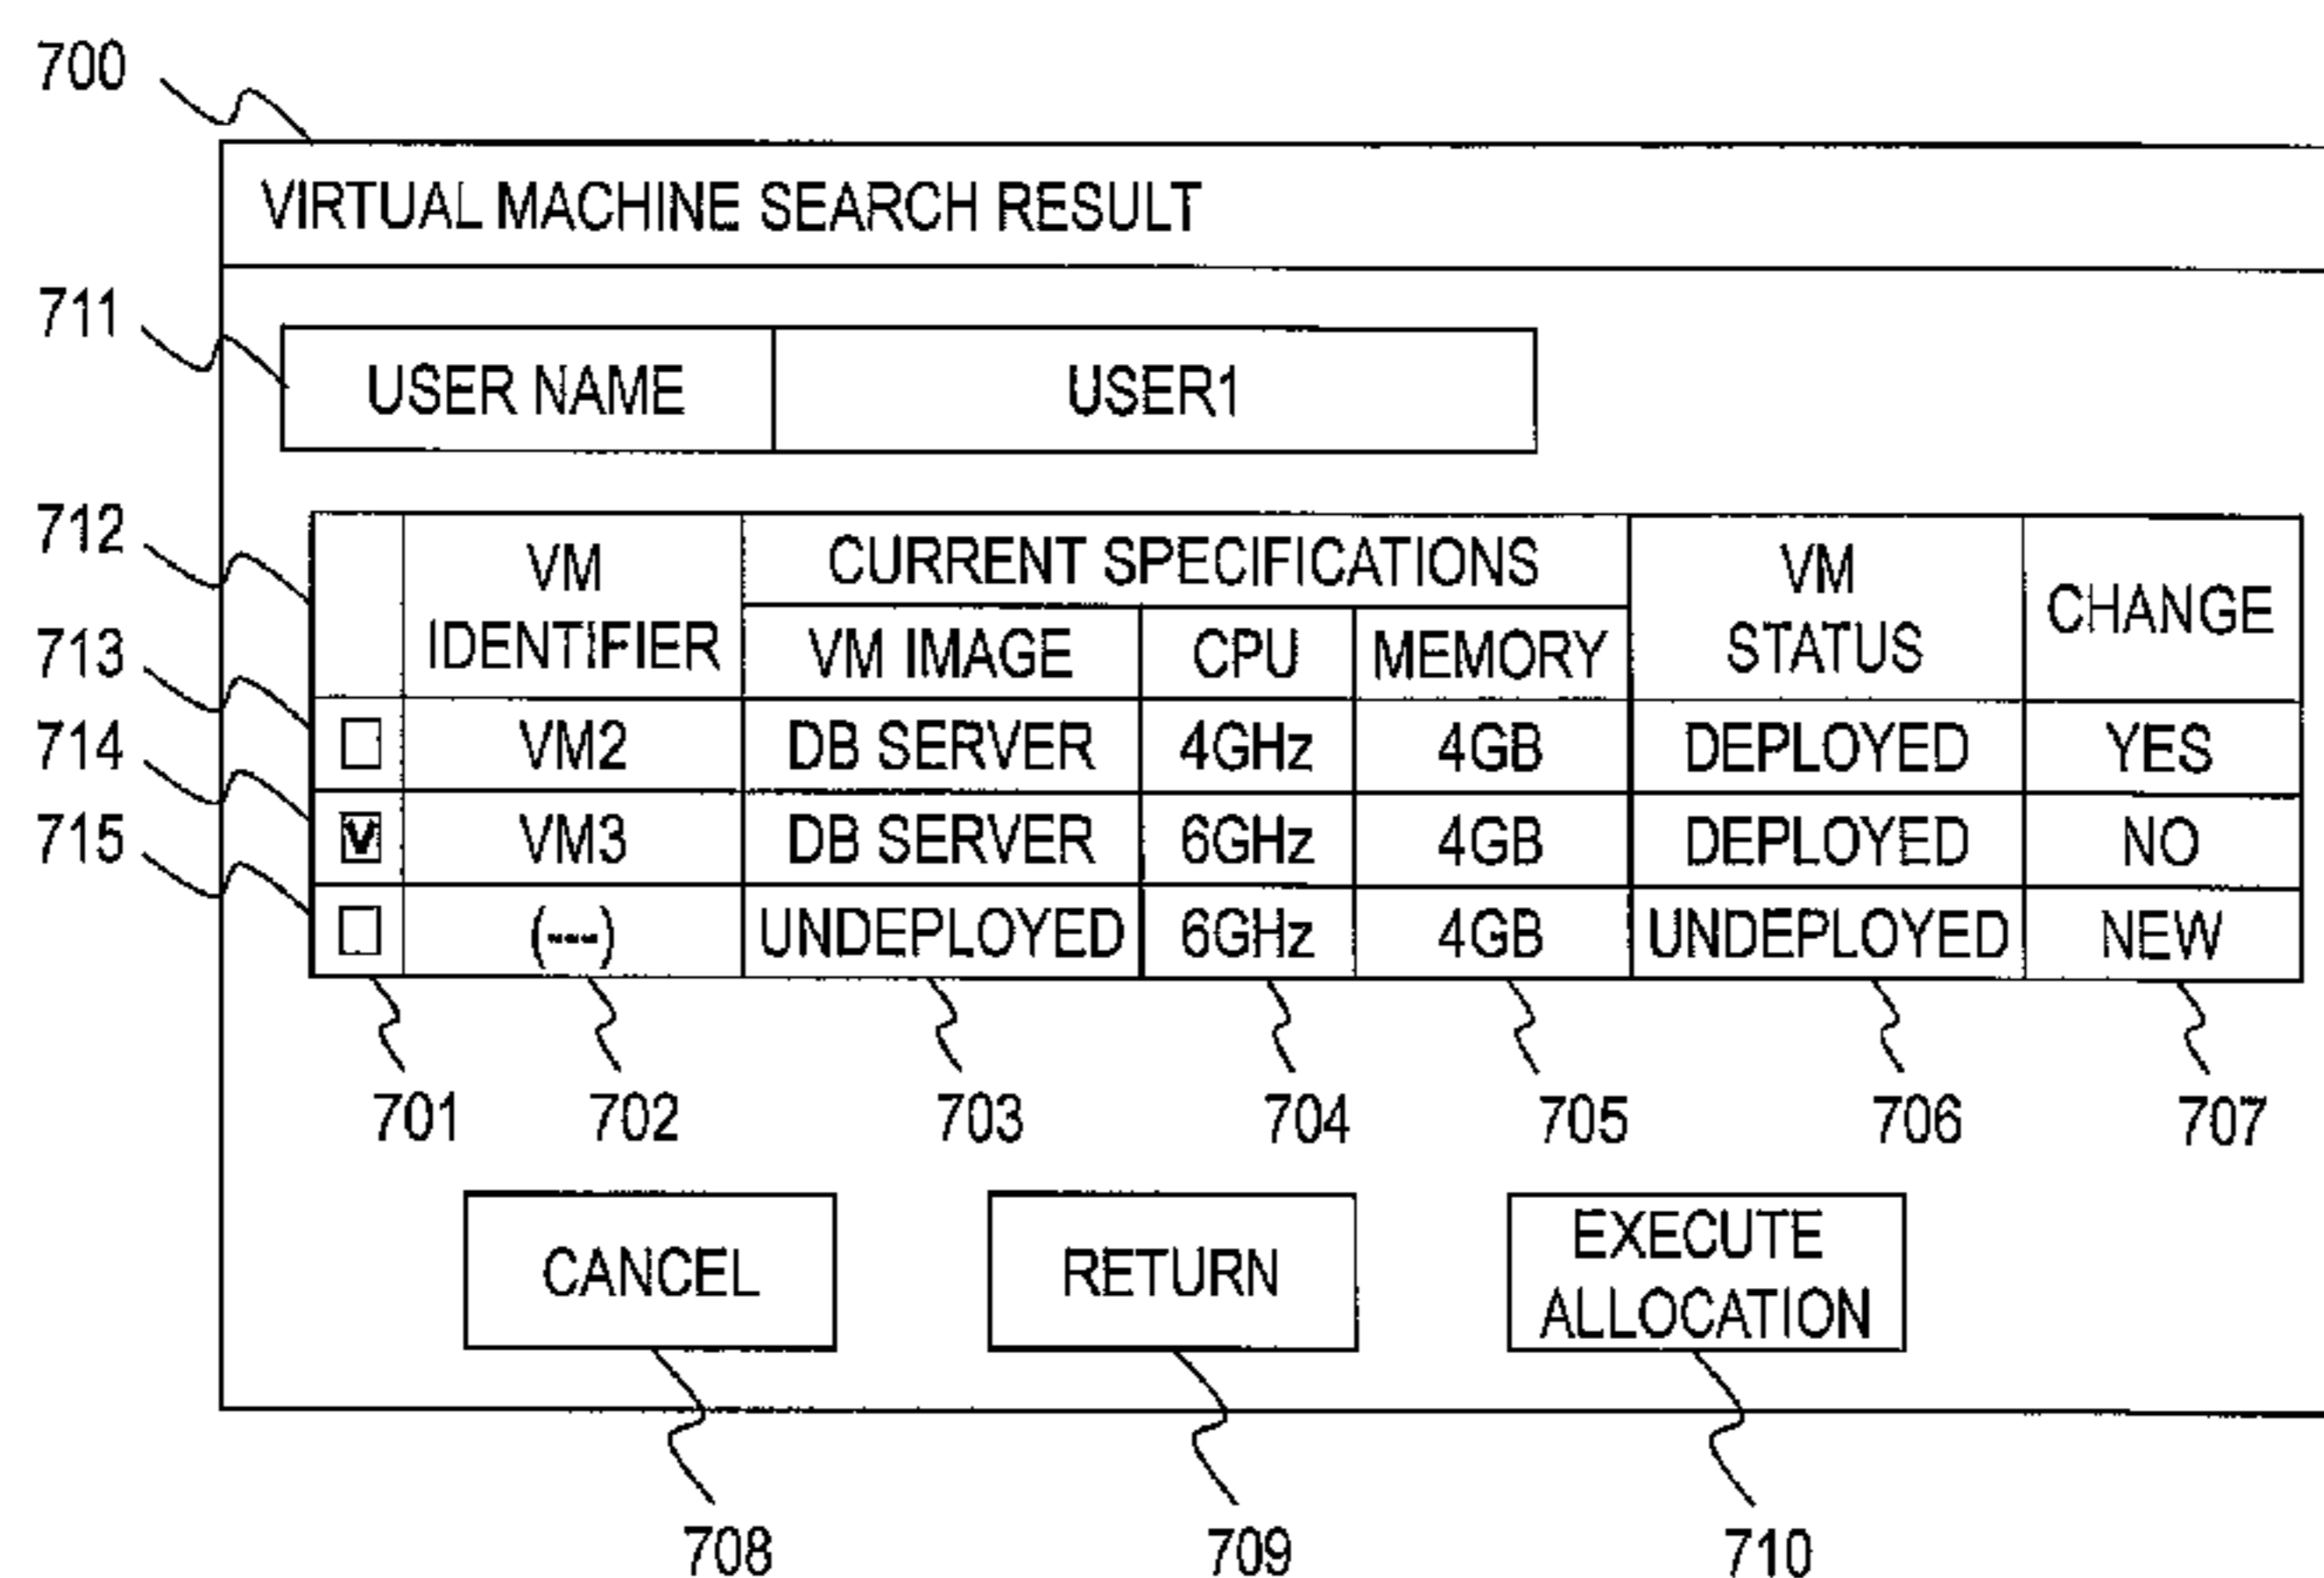 700
VIRTUAL MACHINE SEARCH RESULT
711
USER NAME USER1
712
VM IDENTIFIER CURRENT SPECIFICATIONS VM STATUS CHANGE
VM IMAGE CPU MEMORY
713
VM2 DB SERVER 4GHz 4GB DEPLOYED YES
714
V VM3 DB SERVER 6GHz 4GB DEPLOYED NO
715
(---) UNDEPLOYED 6GHz 4GB UNDEPLOYED NEW
701 702 703 704 705 706 707
CANCEL RETURN EXECUTE ALLOCATION
708 709 710